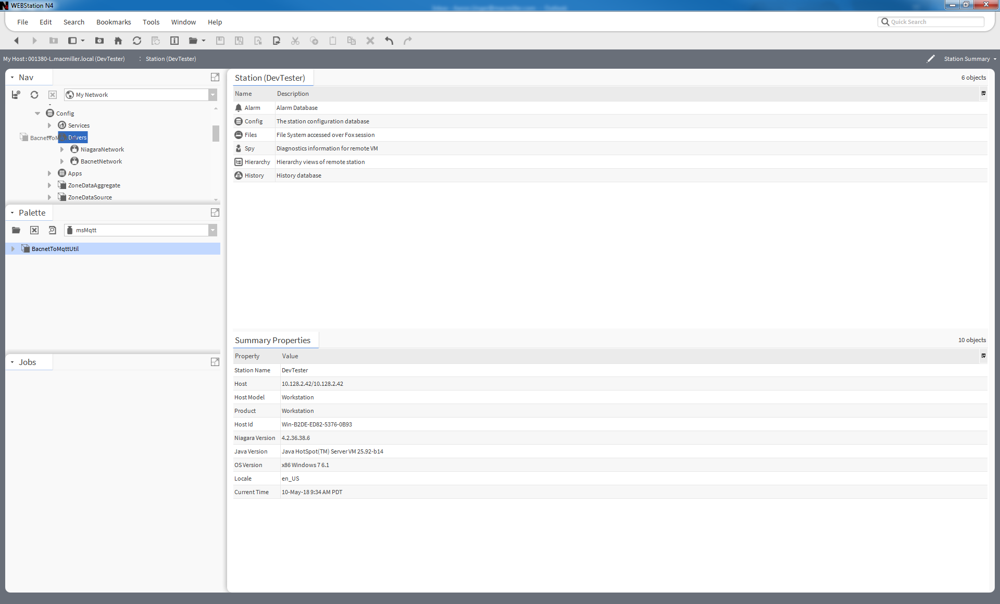 WEBStation N4
File Edit Search Bookmarks Tools Window Help
Quick Search
My Host : 001380-L.macmiller.local (DevTester) : Station (DevTester)
Station Summary
Nav
My Network
Config
Services
BacnetToM Drivers
NiagaraNetwork
BacnetNetwork
Apps
ZoneDataAggregate
ZoneDataSource
Palette
msMqtt
BacnetToMqttUtil
Jobs
Station (DevTester)
6 objects
Name Description
Alarm Alarm Database
Config The station configuration database
Files File System accessed over Fox session
Spy Diagnostics information for remote VM
Hierarchy Hierarchy views of remote station
History History database
Summary Properties
10 objects
Property Value
Station Name DevTester
Host 10.128.2.42/10.128.2.42
Host Model Workstation
Product Workstation
Host Id Win-B2DE-ED82-5376-0B93
Niagara Version 4.2.36.38.6
Java Version Java HotSpot(TM) Server VM 25.92-b14
OS Version x86 Windows 7 6.1
Locale en_US
Current Time 10-May-18 9:34 AM PDT